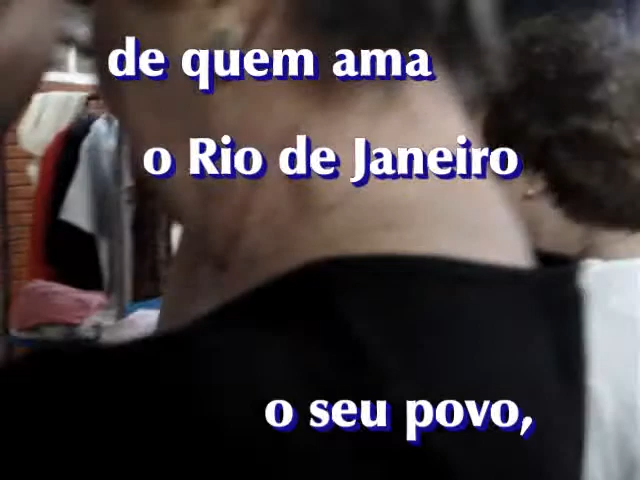 de quem ama
o Rio de Janeiro
o seu povo,